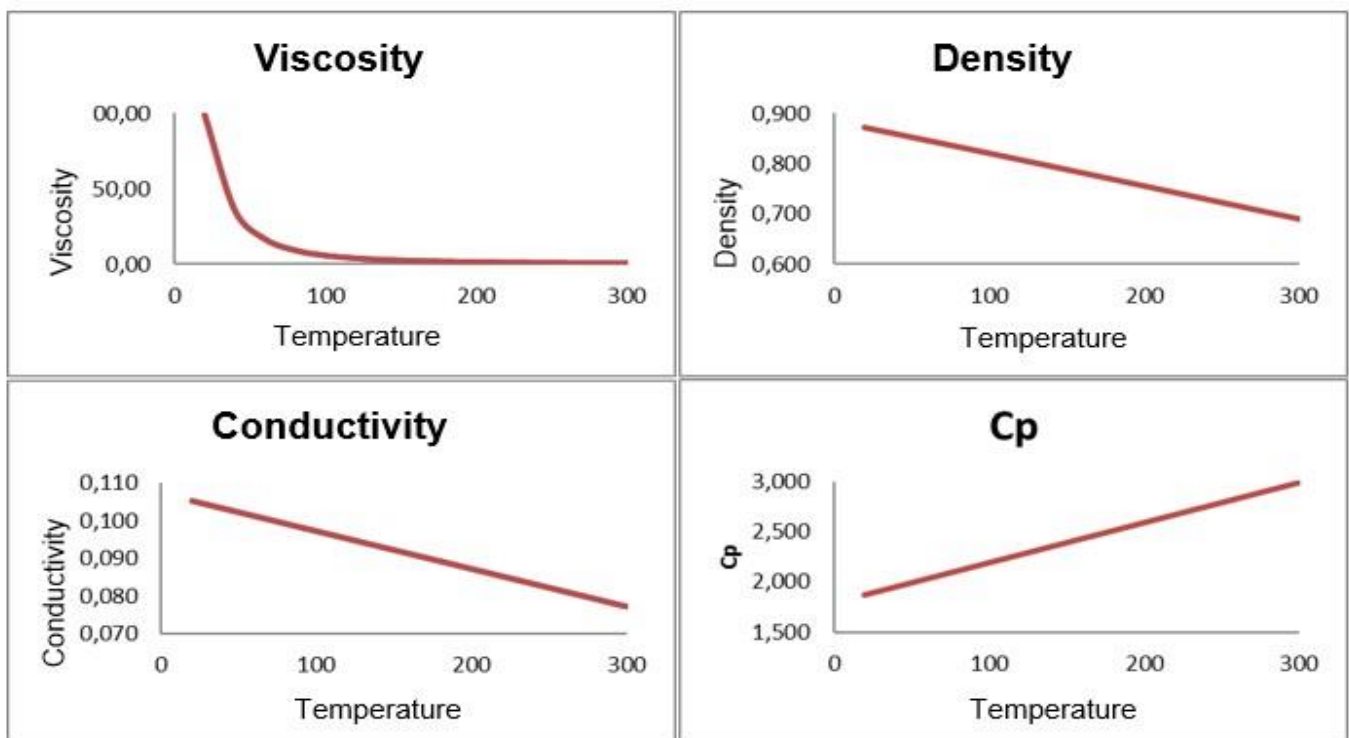 Viscosity
00,00
50,00
0,00
Viscosity
0 100 200 300
Temperature
Density
0,900
0,800
0,700
0,600
Density
0 100 200 300
Temperature
Conductivity
0,110
0,100
0,090
0,080
0,070
Conductivity
0 100 200 300
Temperature
Cp
3,000
2,500
2,000
1,500
Cp
0 100 200 300
Temperature